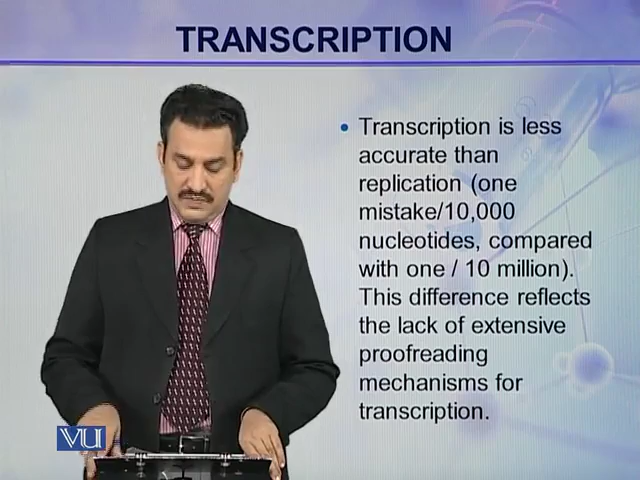 TRANSCRIPTION
• Transcription is less
accurate than
replication (one
mistake/10,000
nucleotides, compared
with one / 10 million).
This difference reflects
the lack of extensive
proofreading
mechanisms for
transcription.
VU